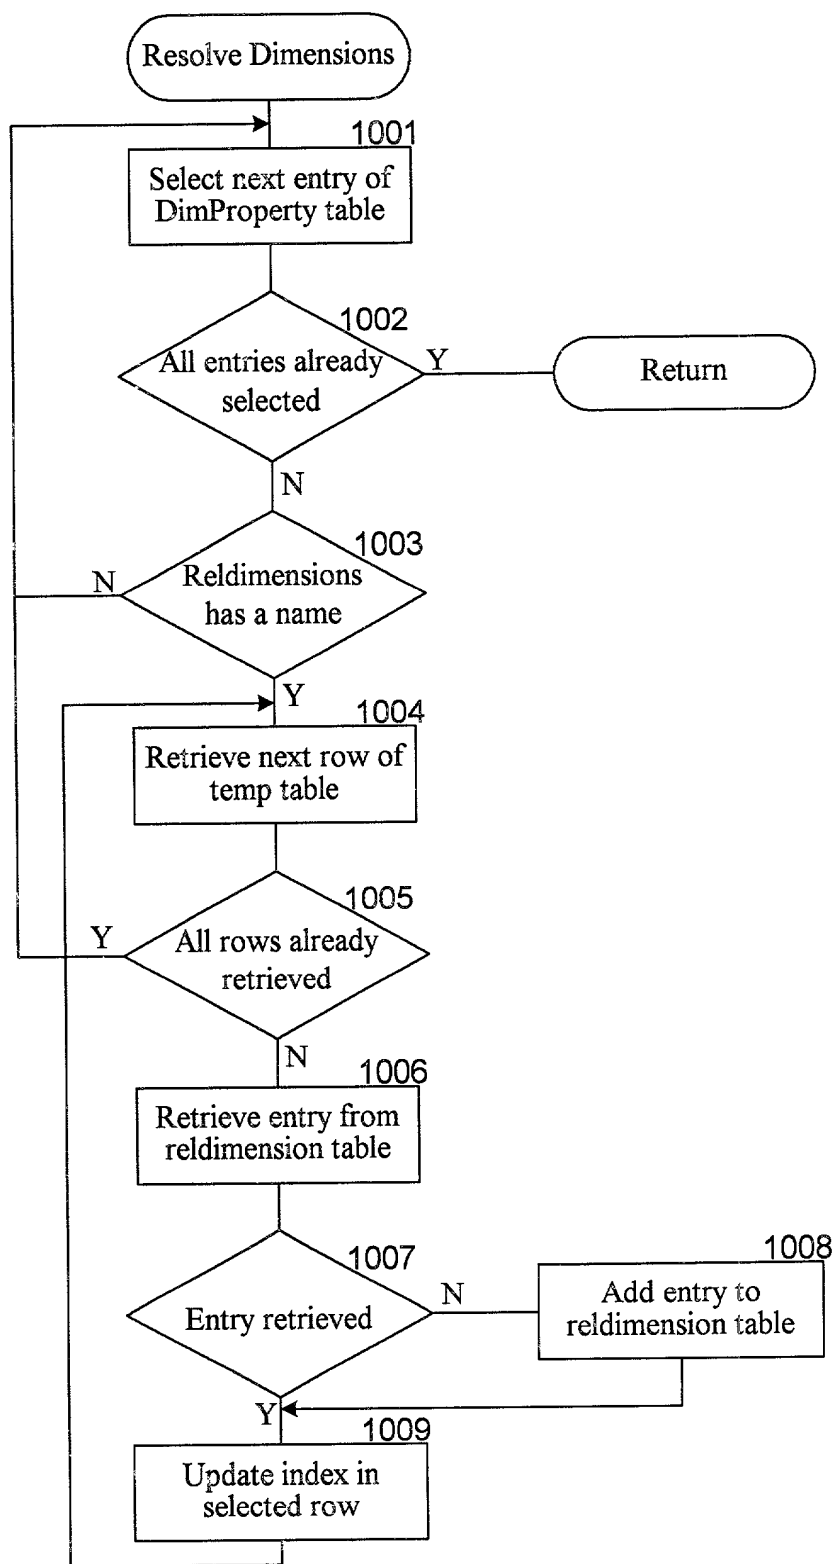 Resolve Dimensions
1001
Select next entry of
DimProperty table
1002
All entries already
selected
Y
Return
N
1003
Reldimensions
has a name
N
Y
1004
Retrieve next row of
temp table
1005
All rows already
retrieved
Y
N
1006
Retrieve entry from
reldimension table
1007
Entry retrieved
N
1008
Add entry to
reldimension table
Y
1009
Update index in
selected row